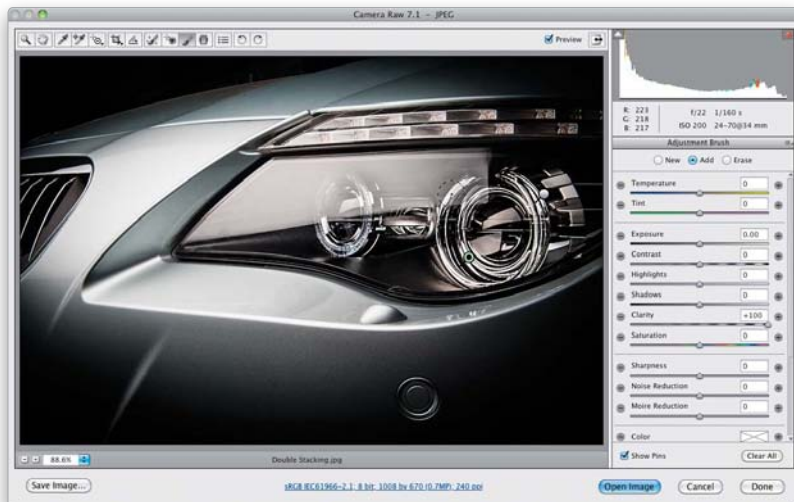 Camera Raw 7.1 – JPEG
Preview
R: 223
G: 218
B: 217
f/22 1/160 s
ISO 200 24-70@34 mm
Adjustment Brush
New Add Erase
Temperature 0
Tint 0
Exposure 0.00
Contrast 0
Highlights 0
Shadows 0
Clarity +100
Saturation 0
Sharpness 0
Noise Reduction 0
Moire Reduction 0
Color
88.6% Double Stacking.jpg
Show Pins Clear All
Save Image... sRGB IEC61966-2.1; 8 bit; 1008 by 670 (0.7MP); 240 ppi Open Image Cancel Done